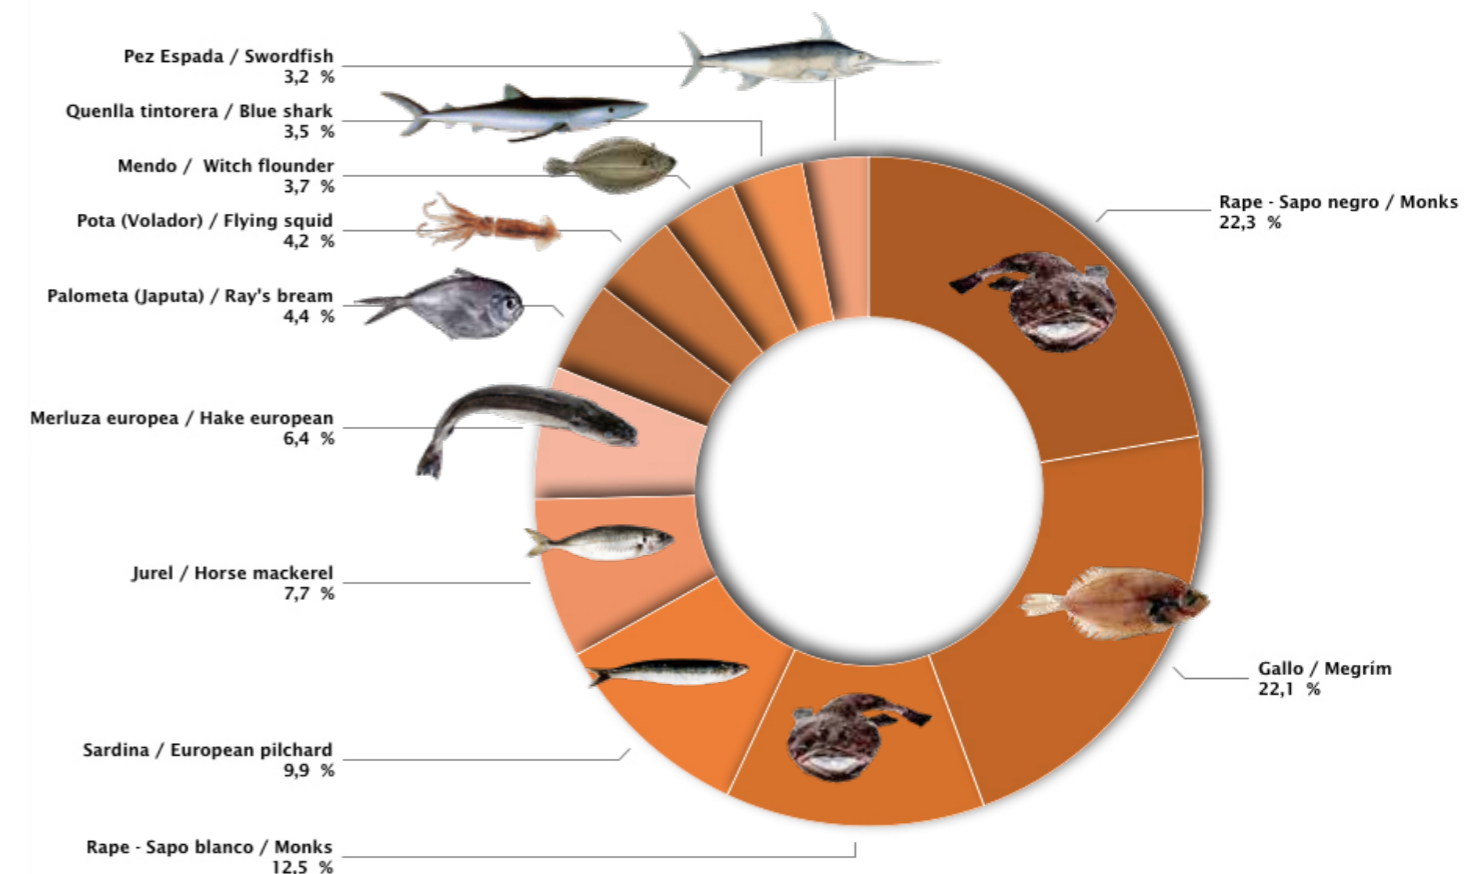 Pez Espada / Swordfish
3,2 %
Quenlla tintorera / Blue shark
3,5 %
Mendo / Witch flounder
3,7 %
Pota (Volador) / Flying squid
4,2 %
Palometa (Japuta) / Ray's bream
4,4 %
Merluza europea / Hake european
6,4 %
Jurel / Horse mackerel
7,7 %
Sardina / European pilchard
9,9 %
Rape - Sapo blanco / Monks
12,5 %
Rape - Sapo negro / Monks
22,3 %
Gallo / Megrím
22,1 %